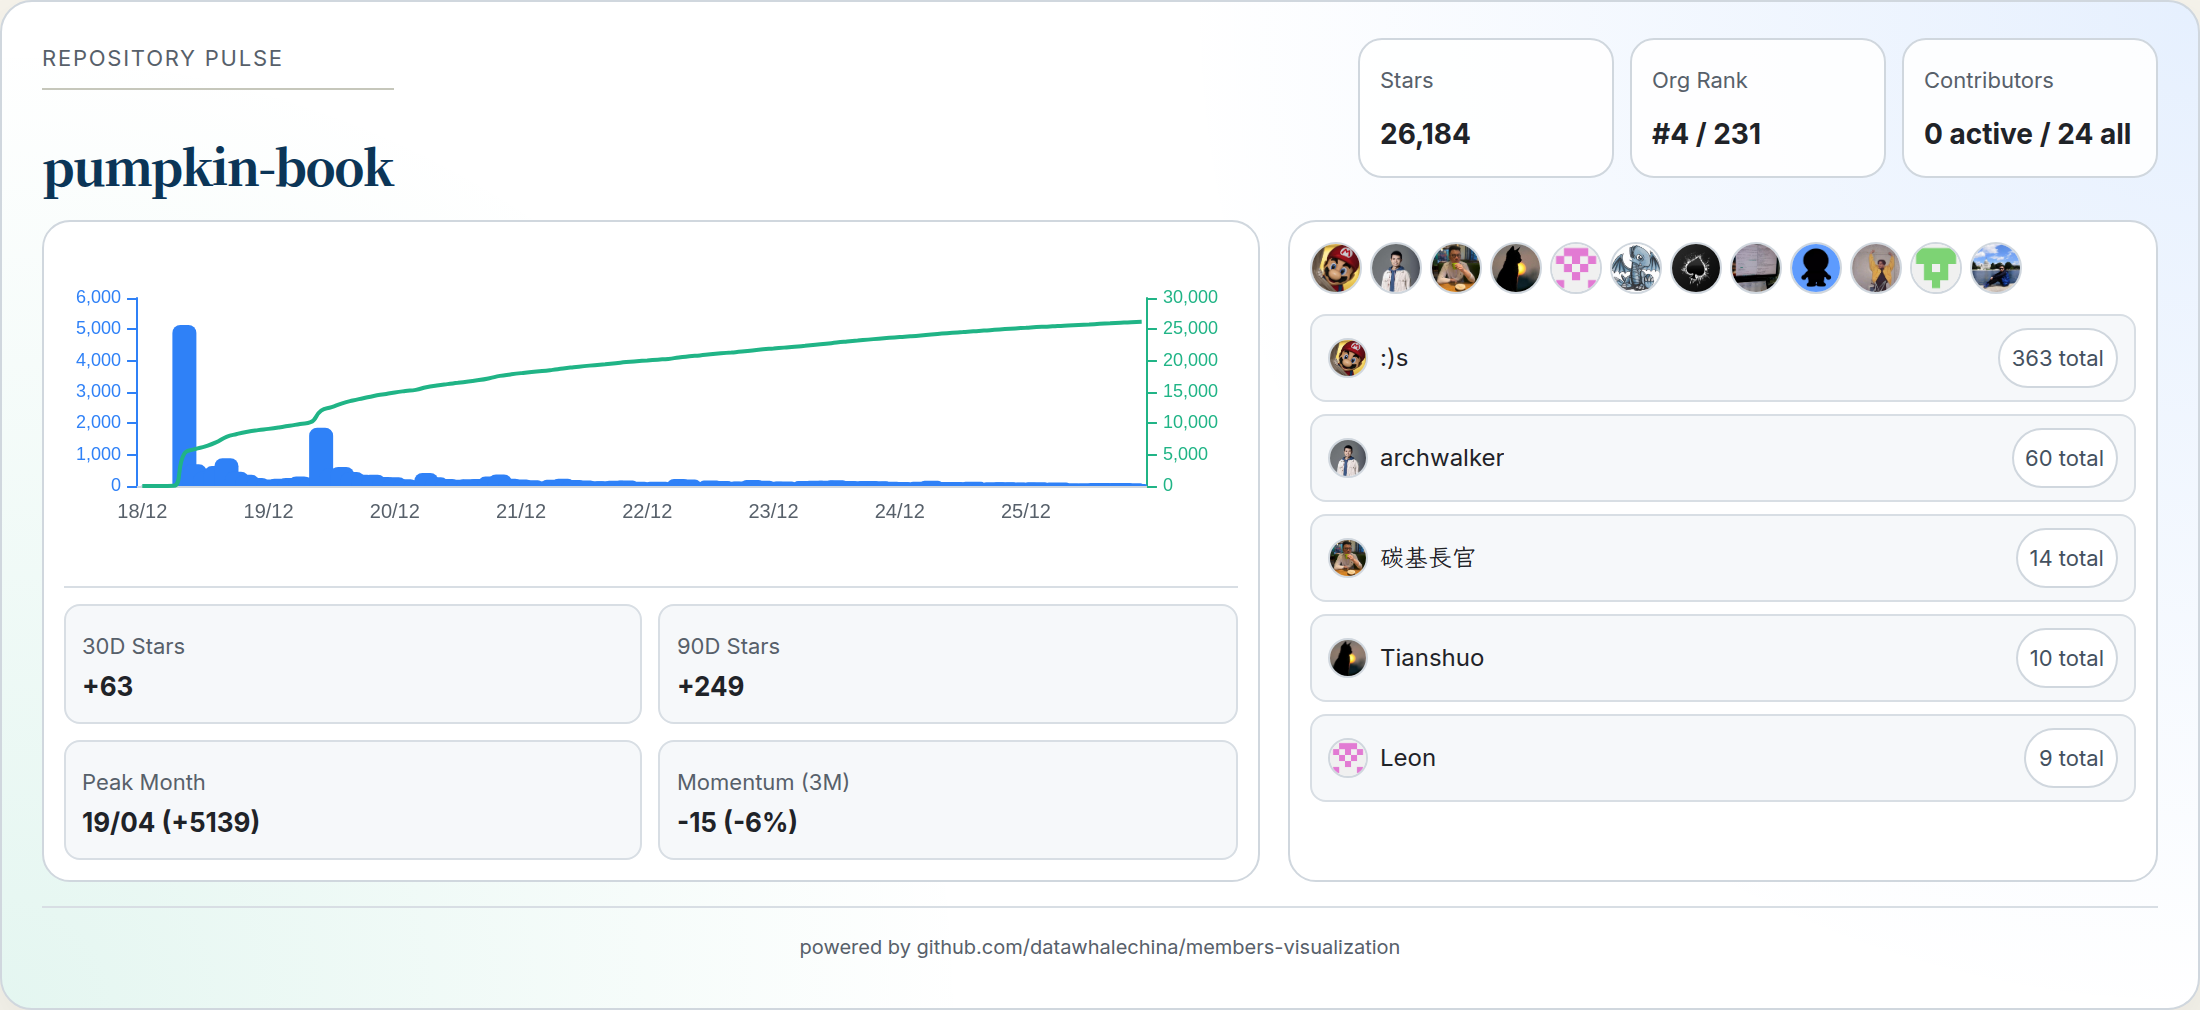 REPOSITORY PULSE
pumpkin-book
Stars
26,184
Org Rank
#4 / 231
Contributors
0 active / 24 all
6,000
5,000
4,000
3,000
2,000
1,000
0
30,000
25,000
20,000
15,000
10,000
5,000
0
18/12
19/12
20/12
21/12
22/12
23/12
24/12
25/12
30D Stars
+63
90D Stars
+249
Peak Month
19/04 (+5139)
Momentum (3M)
-15 (-6%)
:)s
363 total
archwalker
60 total
碳基長官
14 total
Tianshuo
10 total
Leon
9 total
powered by github.com/datawhalechina/members-visualization